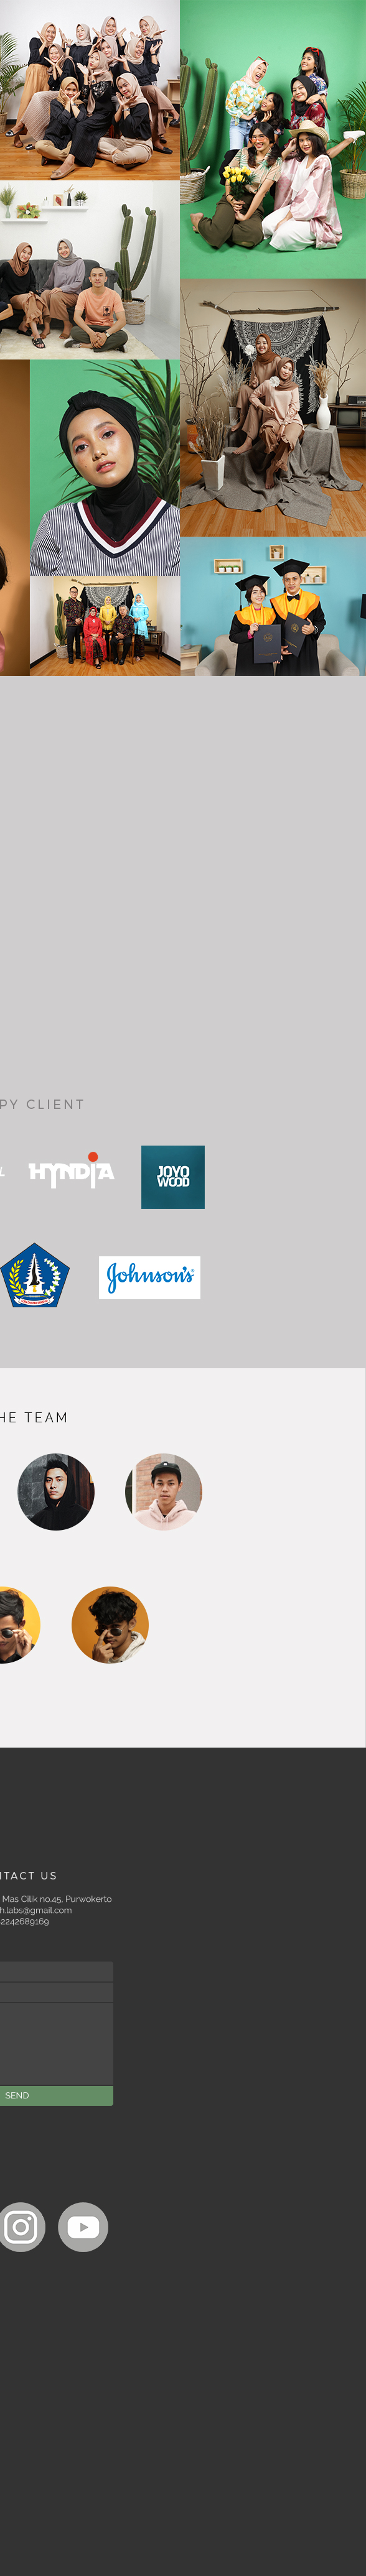 PY CLIENT
HYNDIA
JOYO
WOOD
Johnson's®
HE TEAM
NTACT US
Mas Cilik no.45, Purwokerto
h.labs@gmail.com
2242689169
SEND